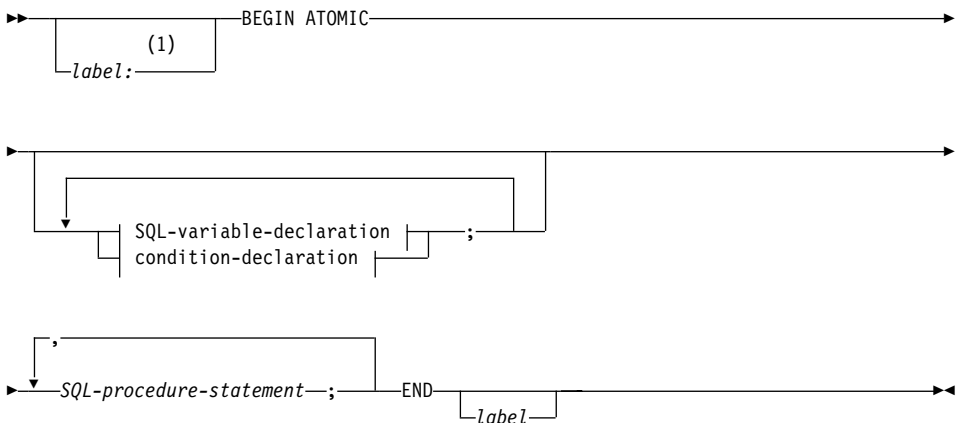 BEGIN ATOMIC
(1)
label:
SQL-variable-declaration ;
condition-declaration
,
SQL-procedure-statement ; END
label